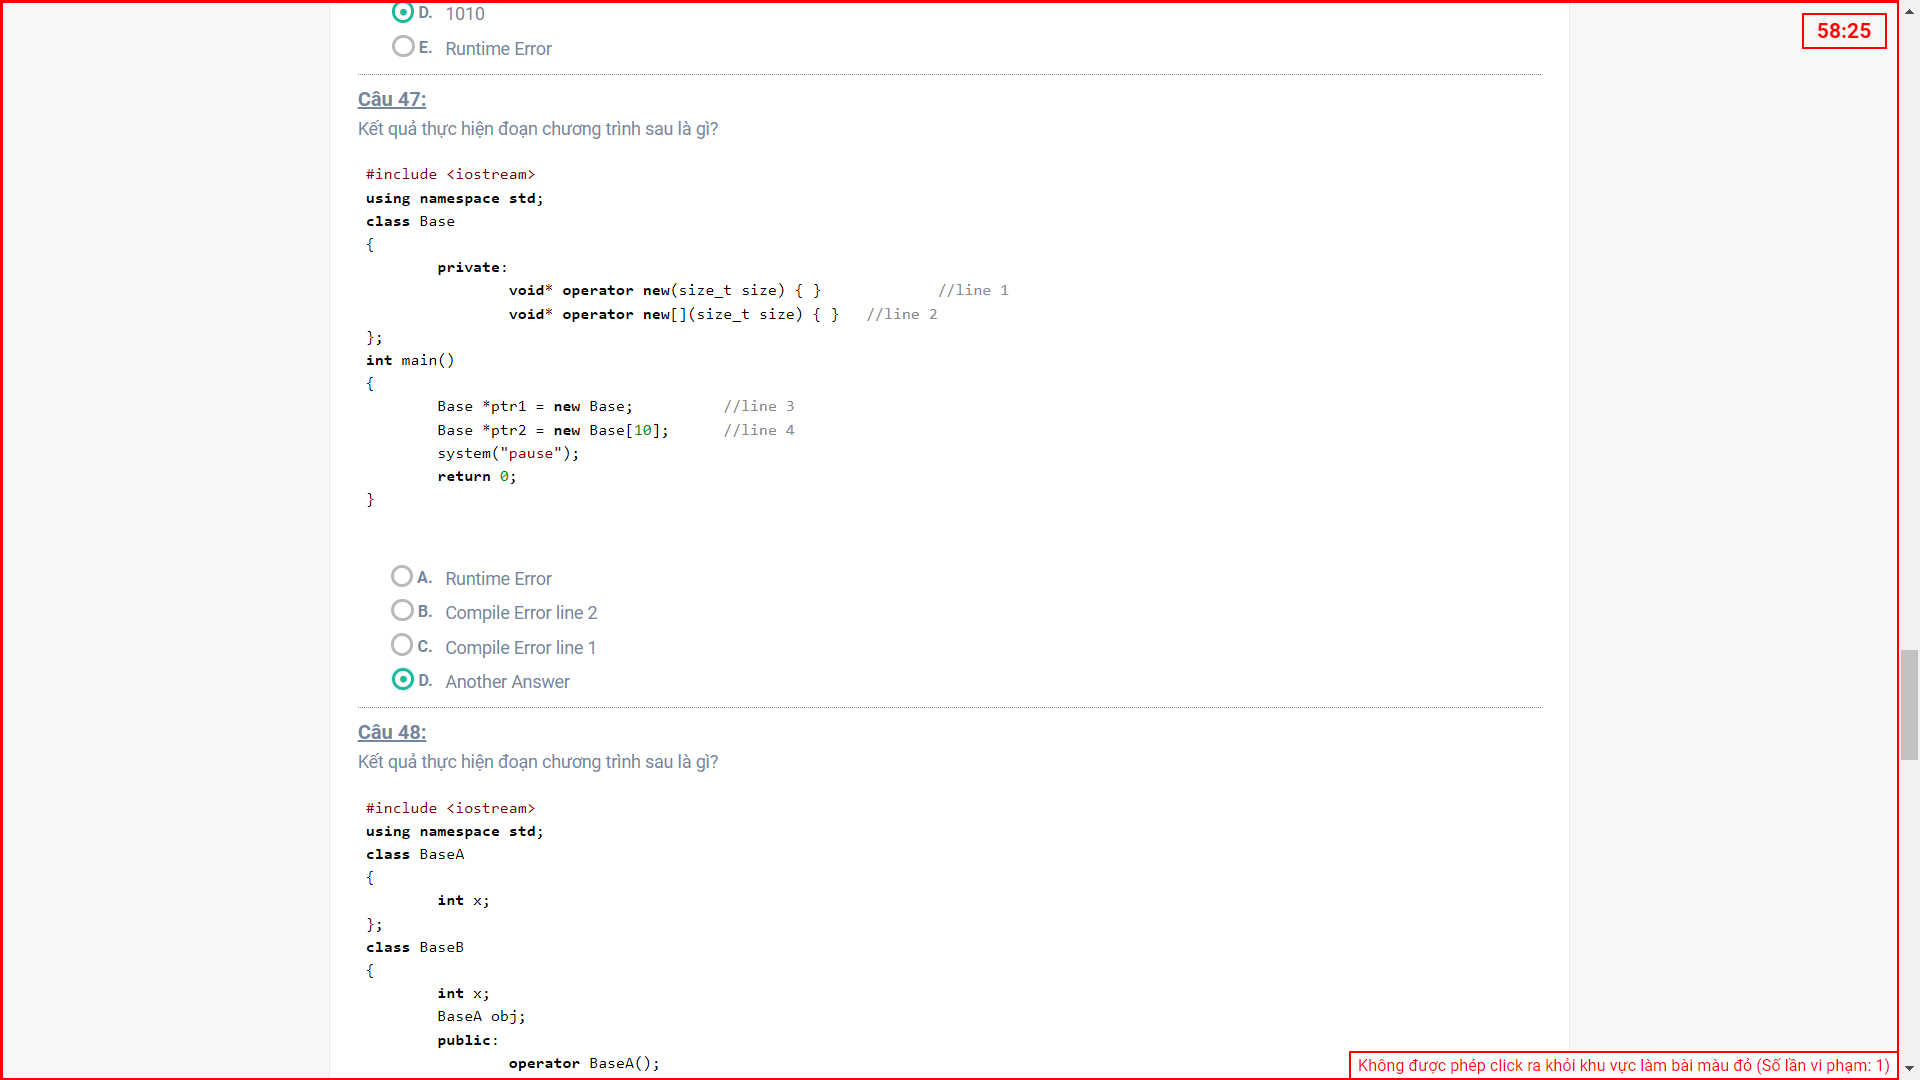 D. 1010
58:25
E. Runtime Error
Câu 47:
Kết quả thực hiện đoạn chương trình sau là gì?
#include <iostream>
using namespace std;
class Base
{
private:
void* operator new(size_t size) { } //line 1
void* operator new[](size_t size) { } //line 2
};
int main()
{
Base *ptr1 = new Base; //line 3
Base *ptr2 = new Base[10]; //line 4
system("pause");
return 0;
}
A. Runtime Error
B. Compile Error line 2
C. Compile Error line 1
D. Another Answer
Câu 48:
Kết quả thực hiện đoạn chương trình sau là gì?
#include <iostream>
using namespace std;
class BaseA
{
int x;
};
class BaseB
{
int x;
BaseA obj;
public:
operator BaseA();
Không được phép click ra khỏi khu vực làm bài màu đỏ (Số lần vi phạm: 1)